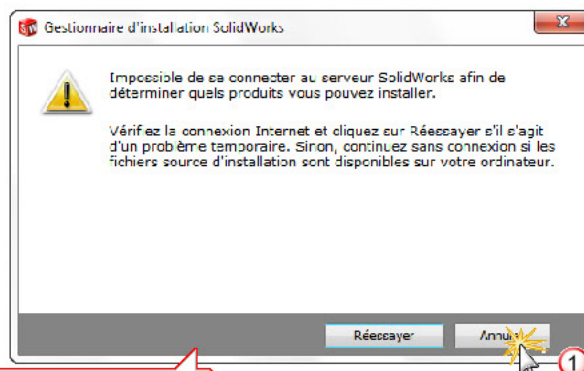 Gestionnaire d'installation SolidWorks
Impossible de se connecter au serveur SolidWorks afin de
déterminer quels produits vous pouvez installer.
Vérifiez la connexion Internet et cliquez sur Réessayer s'il s'agit
d'un problème temporaire. Sinon, continuez sans connexion si les
fichiers source d'installation sont disponibles sur votre ordinateur.
Réessayer
Annuler
1